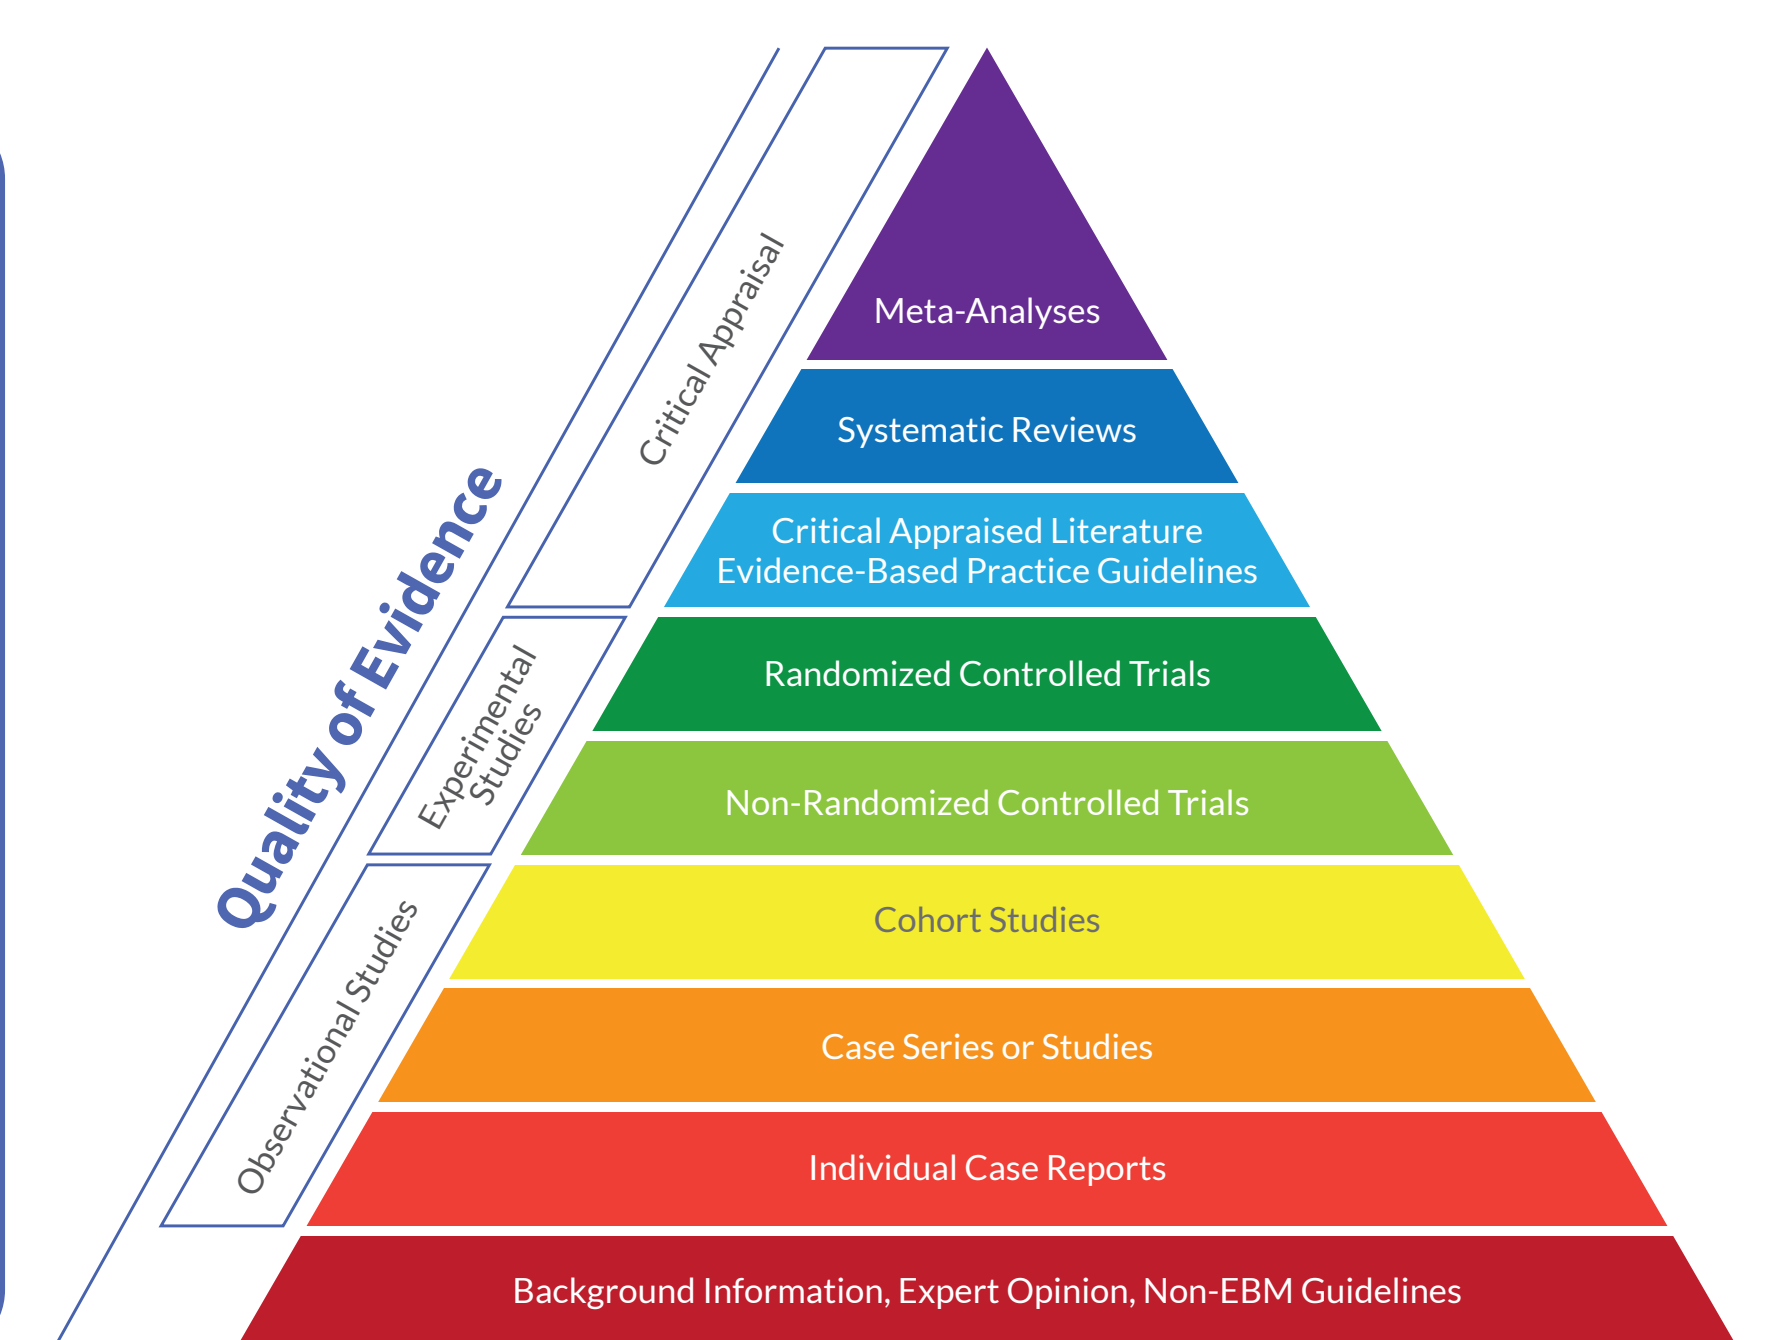 Quality of Evidence
Critical Appraisal
Experimental
Studies
Observational Studies
Meta-Analyses
Systematic Reviews
Critical Appraised Literature
Evidence-Based Practice Guidelines
Randomized Controlled Trials
Non-Randomized Controlled Trials
Cohort Studies
Case Series or Studies
Individual Case Reports
Background Information, Expert Opinion, Non-EBM Guidelines